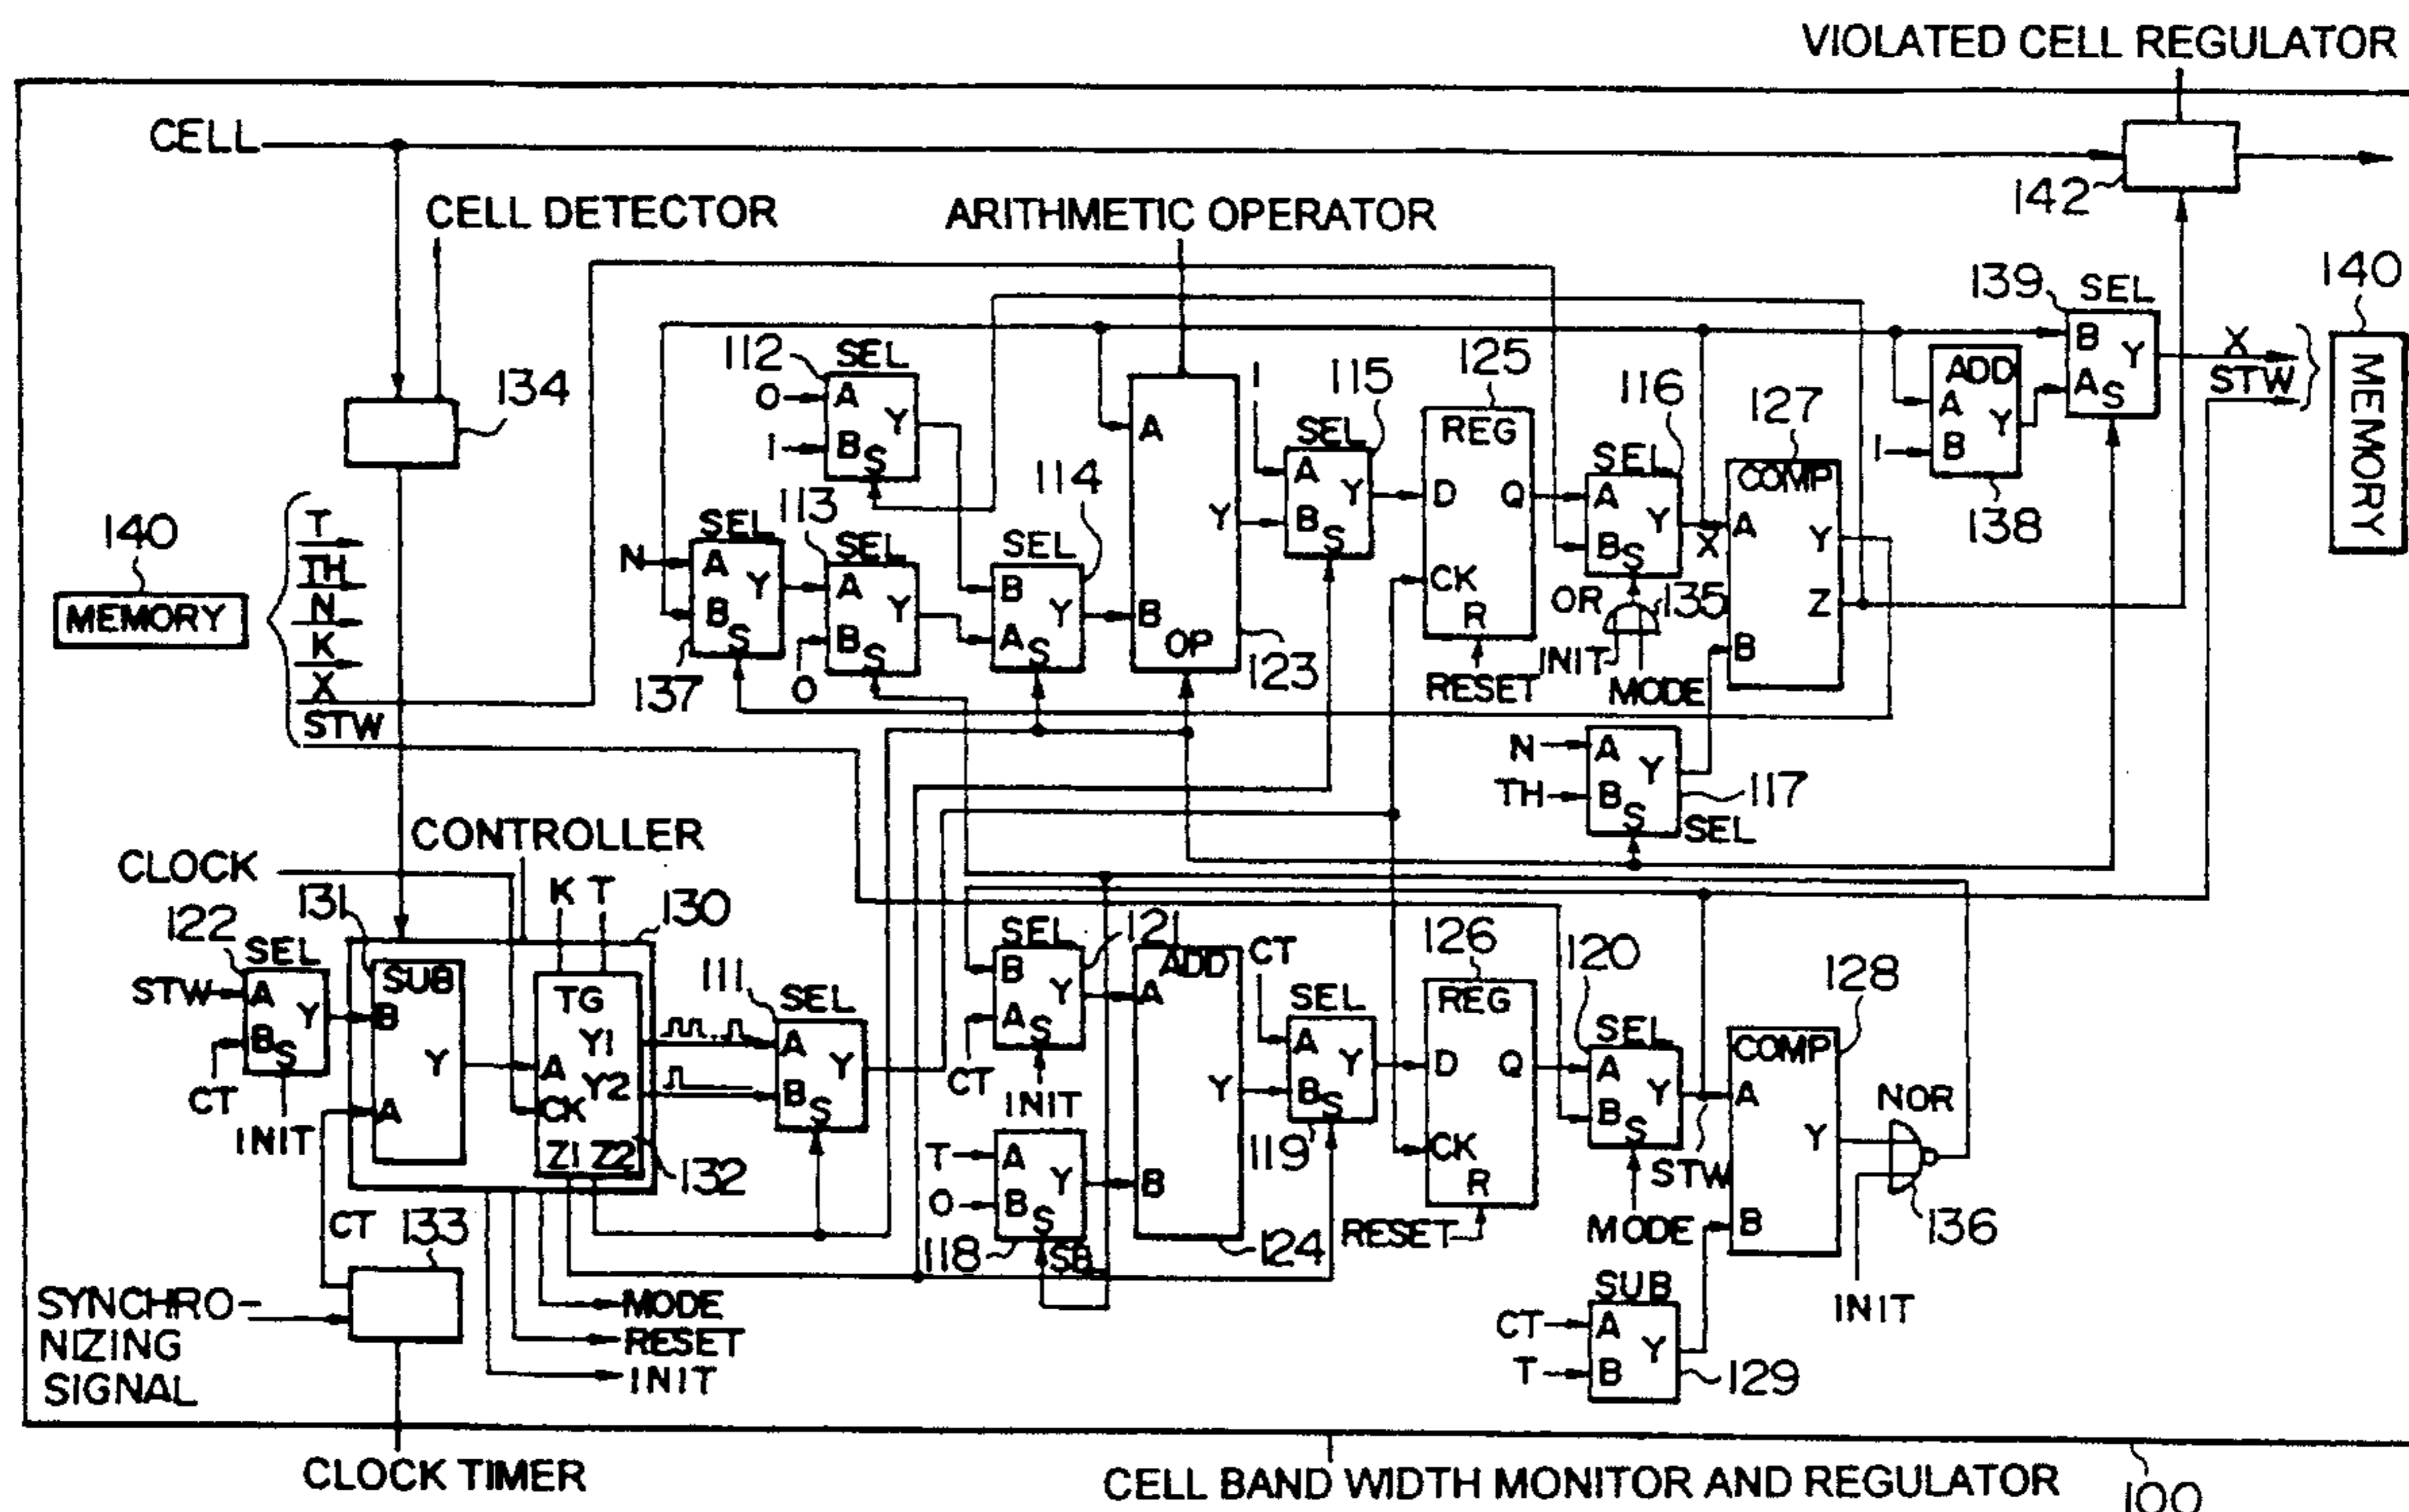 VIOLATED CELL REGULATOR
CELL
142
CELL DETECTOR
ARITHMETIC OPERATOR
134
140
MEMORY
T
TH
N
K
X
STW
112
SEL
0
A
Y
1
B
S
113
SEL
A
Y
B
S
0
SEL
N
A
Y
B
S
137
114
SEL
B
Y
A
S
A
Y
B
OP
123
1
115
SEL
A
Y
B
S
125
REG
D
Q
CK
R
RESET
116
SEL
A
Y
B
S
OR
135
INIT
MODE
X
127
COMP
A
Y
Z
B
N
A
Y
TH
B
S
117
SEL
ADD
A
Y
1
B
138
139
SEL
B
Y
A
S
X
STW
140
MEMORY
CONTROLLER
CLOCK
122
SEL
STW
A
Y
B
S
CT
INIT
131
SUB
B
Y
A
K
T
130
TG
Y1
A
Y2
CK
Z1
Z2
132
111
SEL
A
Y
B
S
CT
133
SYNCHRO-
NIZING
SIGNAL
MODE
RESET
INIT
SEL
121
B
Y
A
S
CT
INIT
T
A
Y
0
B
S
118
SB
ADD
A
Y
B
124
CT
SEL
A
Y
B
S
119
126
REG
D
Q
CK
R
RESET
120
SEL
A
Y
B
S
MODE
STW
128
COMP
A
Y
B
NOR
136
INIT
SUB
CT
A
Y
T
B
129
CLOCK TIMER
CELL BAND WIDTH MONITOR AND REGULATOR
100